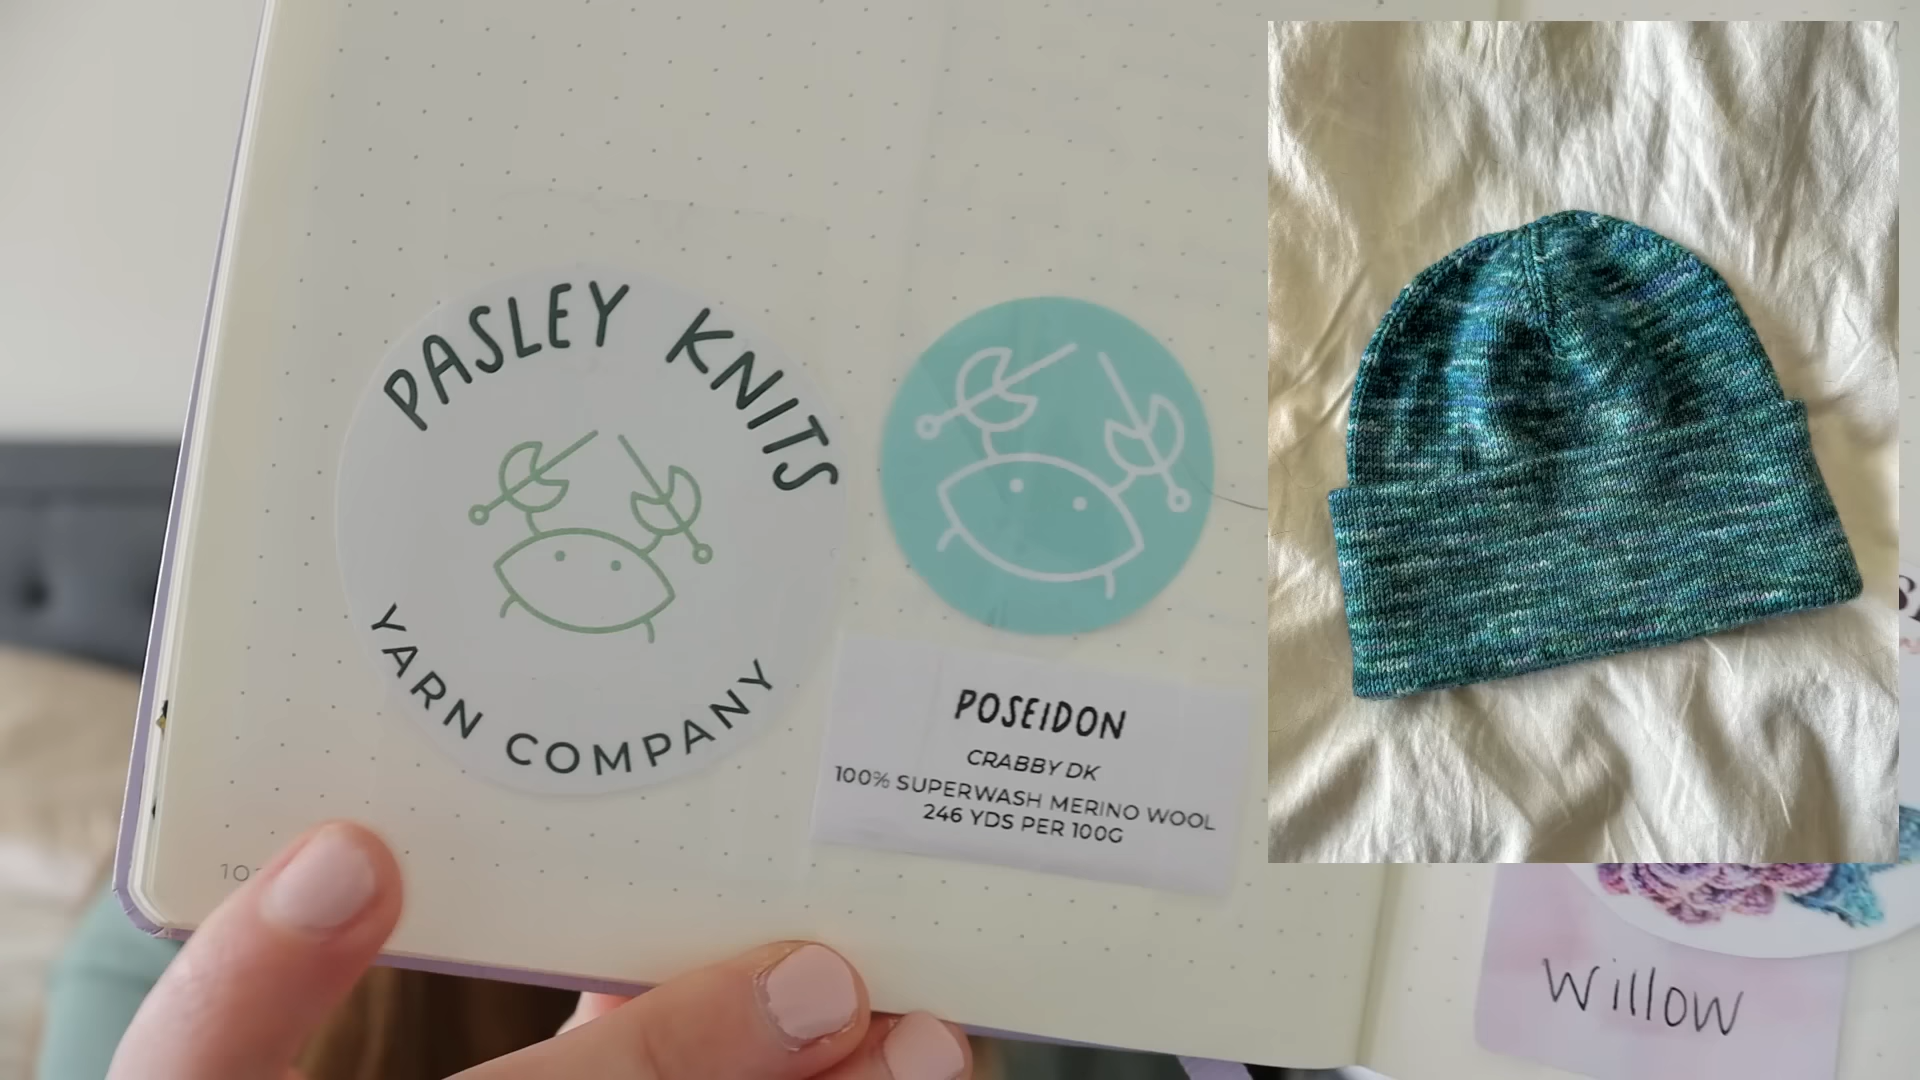 PASLEY KNITS
YARN COMPANY
POSEIDON
CRABBY DK
100% SUPERWASH MERINO WOOL
246 YDS PER 100G
Willow